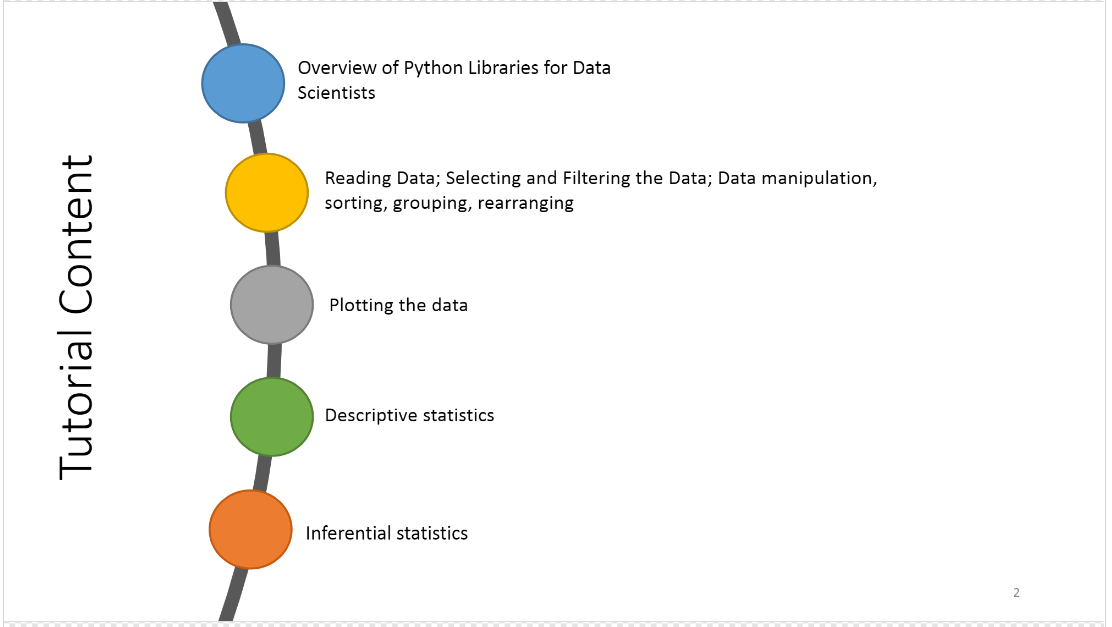 Tutorial Content
Overview of Python Libraries for Data
Scientists
Reading Data; Selecting and Filtering the Data; Data manipulation,
sorting, grouping, rearranging
Plotting the data
Descriptive statistics
Inferential statistics
2